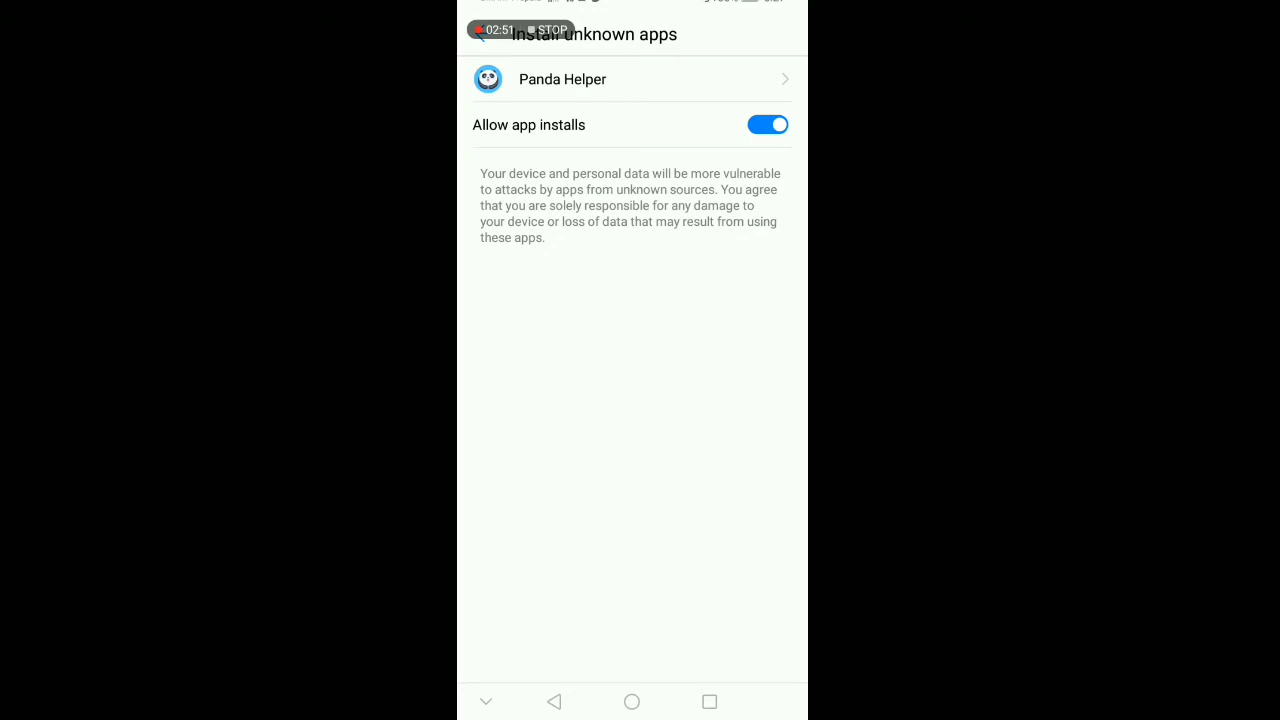 02:51 STOP
Install unknown apps
Panda Helper
Allow app installs
Your device and personal data will be more vulnerable
to attacks by apps from unknown sources. You agree
that you are solely responsible for any damage to
your device or loss of data that may result from using
these apps.